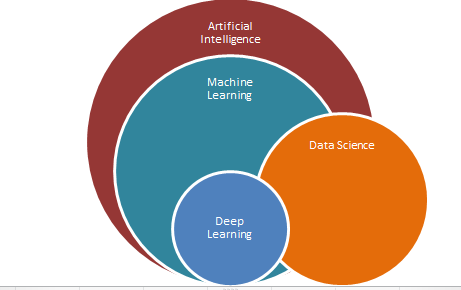 Artificial
Intelligence
Machine
Learning
Data Science
Deep
Learning